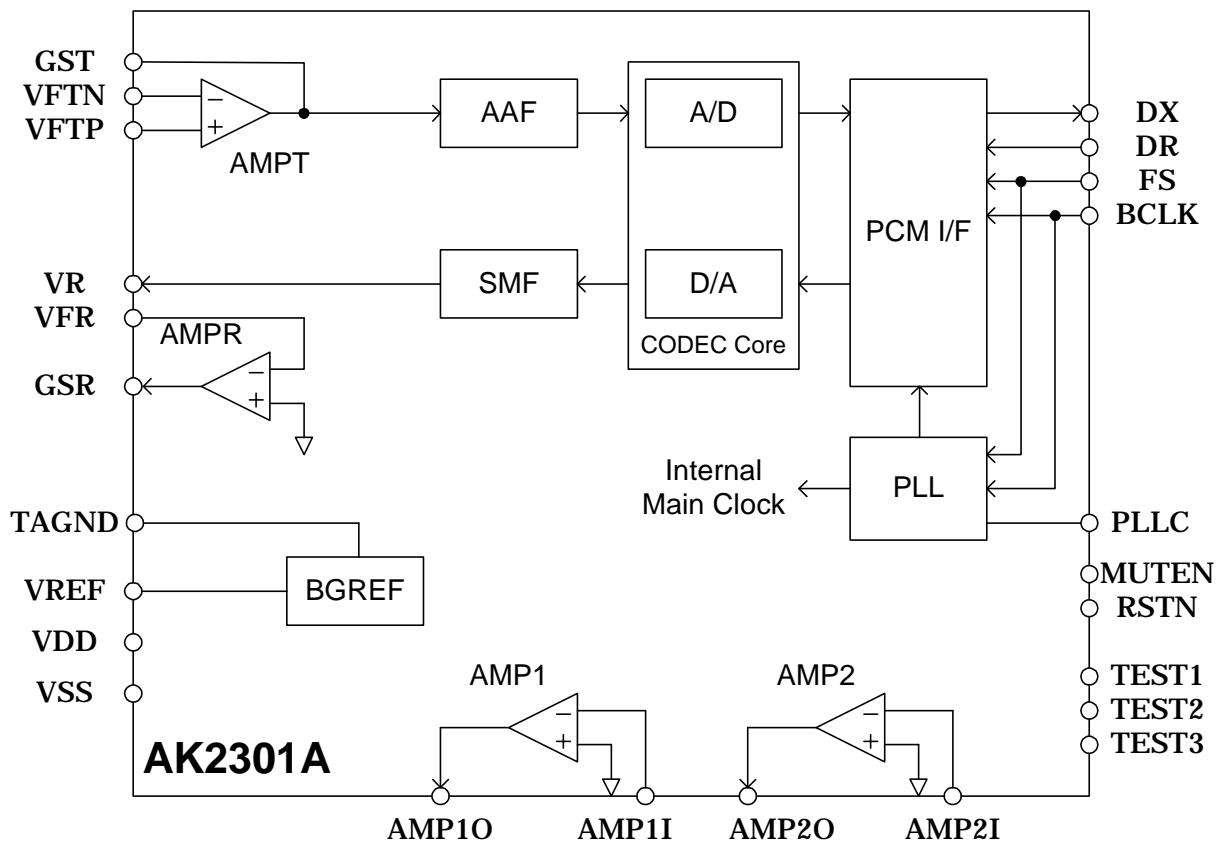 GST
VFTN
VFTP
−
+
AMPT
AAF
A/D
PCM I/F
DX
DR
FS
BCLK
VR
VFR
GSR
AMPR
−
+
SMF
D/A
CODEC Core
Internal
Main Clock
PLL
TAGND
VREF
VDD
VSS
BGREF
PLLC
MUTEN
RSTN
TEST1
TEST2
TEST3
AMP1
−
+
AMP2
−
+
AK2301A
AMP1O
AMP1I
AMP2O
AMP2I